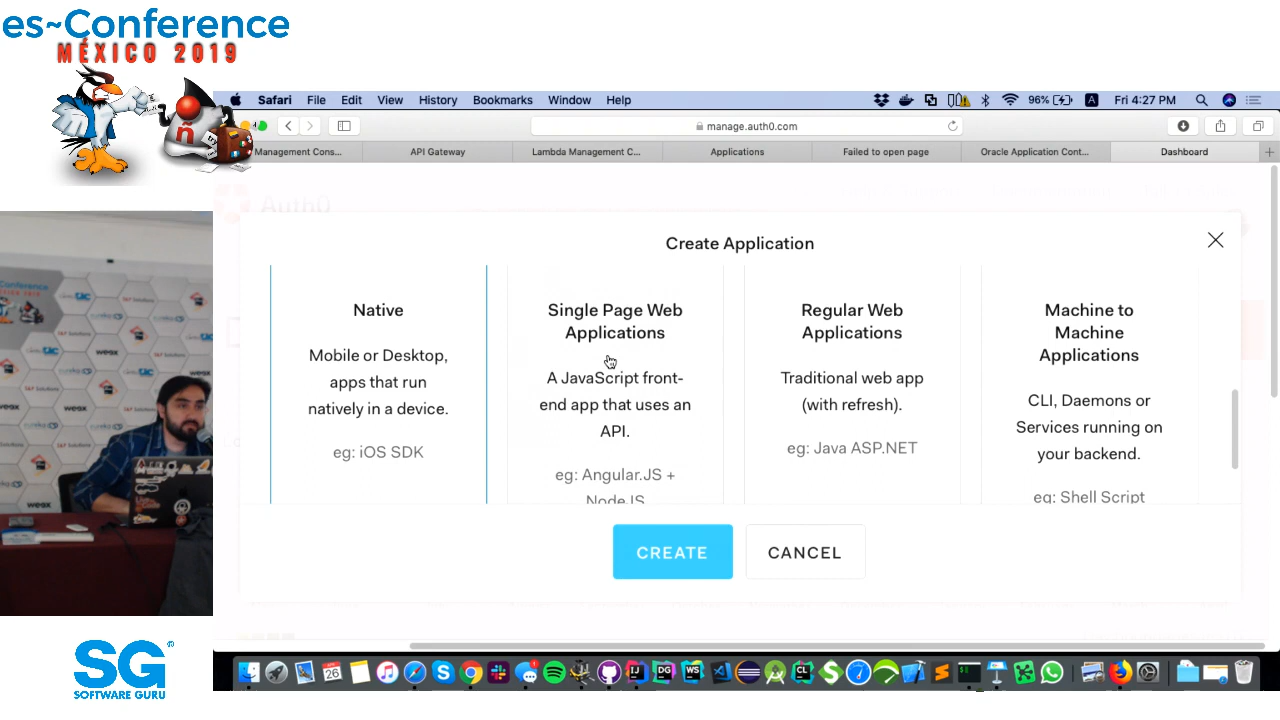 es~Conference
MÉXICO 2019
Safari File Edit View History Bookmarks Window Help
96%
A
Fri 4:27 PM
manage.auth0.com
Management Cons...
API Gateway
Lambda Management C...
Applications
Failed to open page
Oracle Application Cont...
Dashboard
Auth0
Create Application
Native
Mobile or Desktop,
apps that run
natively in a device.
eg: iOS SDK
Single Page Web
Applications
A JavaScript front-
end app that uses an
API.
eg: Angular.JS +
NodeJS
Regular Web
Applications
Traditional web app
(with refresh).
eg: Java ASP.NET
Machine to
Machine
Applications
CLI, Daemons or
Services running on
your backend.
eg: Shell Script
CREATE
CANCEL
SG
SOFTWARE GURU